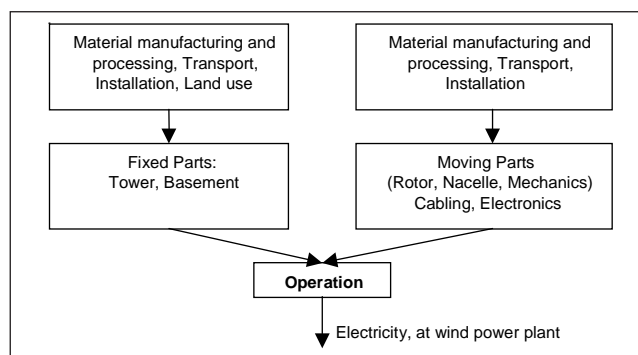 Material manufacturing and
processing, Transport,
Installation, Land use
Material manufacturing and
processing, Transport,
Installation
Fixed Parts:
Tower, Basement
Moving Parts
(Rotor, Nacelle, Mechanics)
Cabling, Electronics
Operation
Electricity, at wind power plant